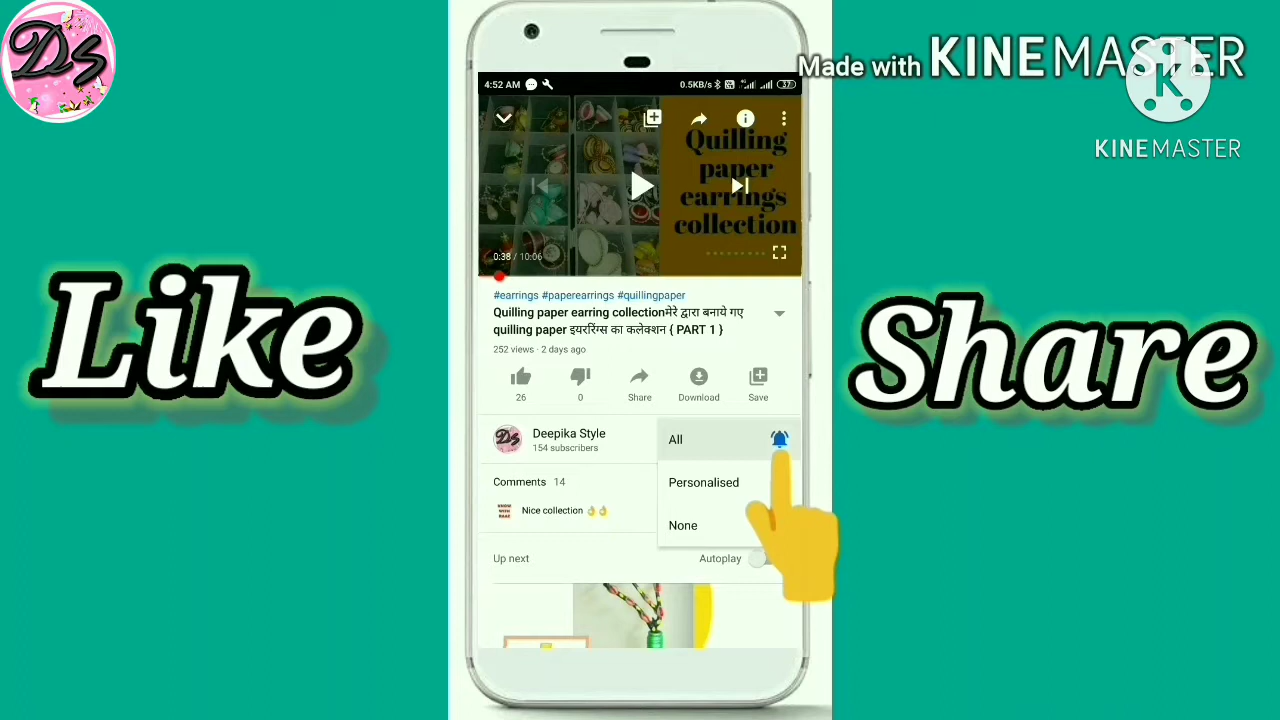 DS
Made with KINEMASTER
K
KINEMASTER
4:52 AM
0.5KB/s
4G
37
Quilling
paper
earrings
collection
0:38 / 10:06
#earrings #paperearrings #quillingpaper
Quilling paper earring collectionमेरे द्वारा बनाये गए
quilling paper इयररिंग्स का कलेक्शन { PART 1 }
252 views · 2 days ago
26
0
Share
Download
Save
Like
Share
DS
Deepika Style
154 subscribers
All
Personalised
None
Comments 14
Nice collection 👌👌
Up next
Autoplay